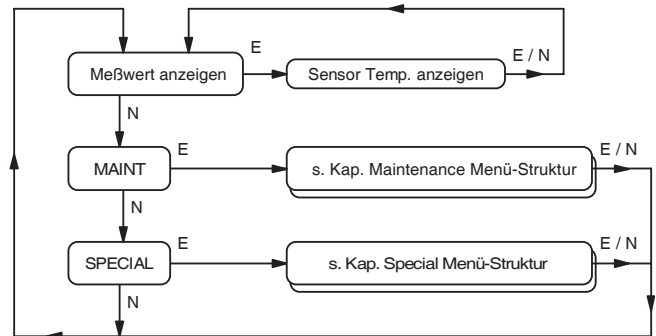 E
E / N
Meßwert anzeigen
Sensor Temp. anzeigen
N
E
E / N
MAINT
s. Kap. Maintenance Menü-Struktur
N
E
E / N
SPECIAL
s. Kap. Special Menü-Struktur
N